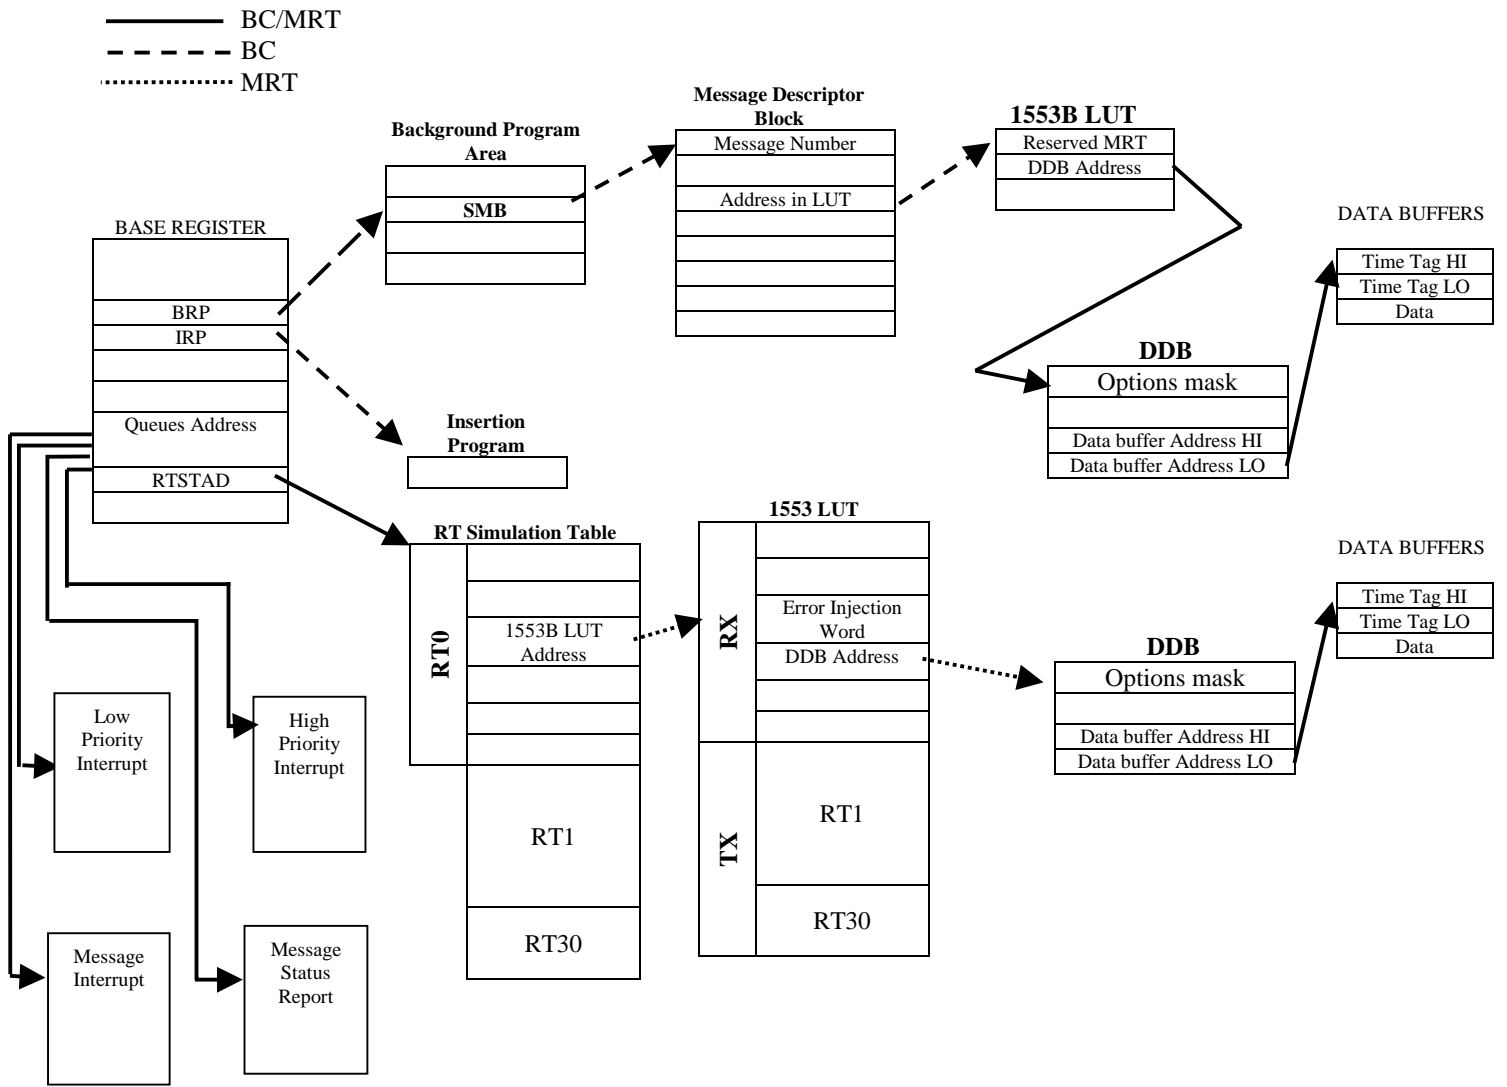 BC/MRT
BC
MRT
Background Program
Area
SMB
Message Descriptor
Block
Message Number
Address in LUT
1553B LUT
Reserved MRT
DDB Address
DATA BUFFERS
Time Tag HI
Time Tag LO
Data
BASE REGISTER
BRP
IRP
Queues Address
RTSTAD
Insertion
Program
DDB
Options mask
Data buffer Address HI
Data buffer Address LO
RT Simulation Table
RT0
1553B LUT
Address
RT1
RT30
1553 LUT
RX
Error Injection
Word
DDB Address
TX
RT1
RT30
DDB
Options mask
Data buffer Address HI
Data buffer Address LO
DATA BUFFERS
Time Tag HI
Time Tag LO
Data
Low
Priority
Interrupt
High
Priority
Interrupt
Message
Interrupt
Message
Status
Report